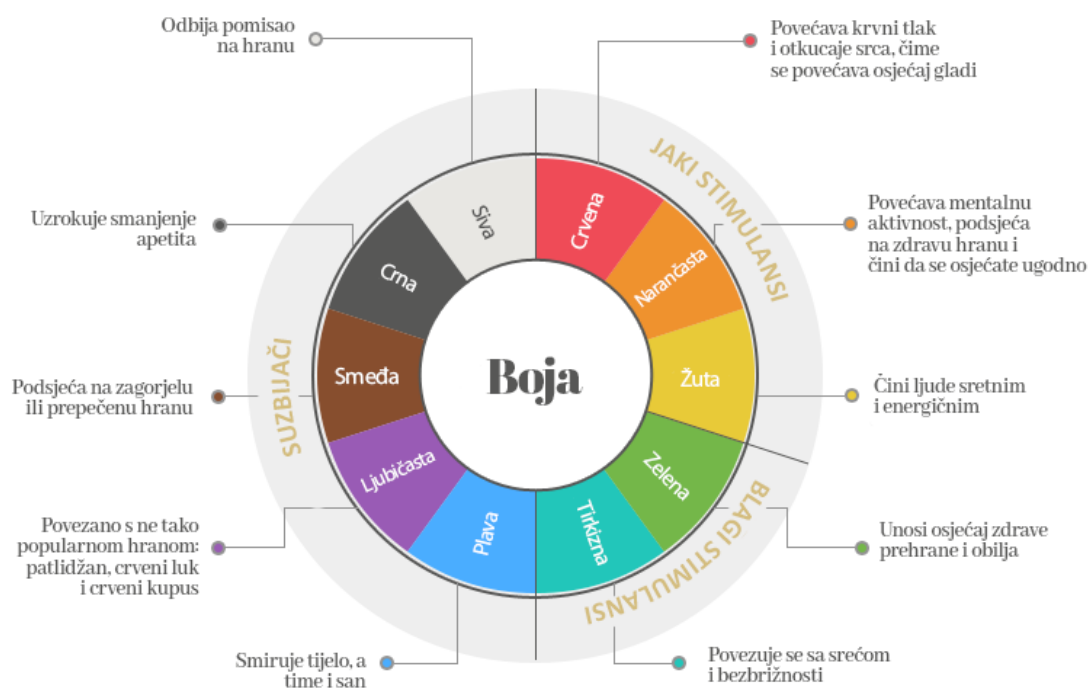 Odbija pomisao
na hranu
Povećava krvni tlak
i otkucaje srca, čime
se povećava osjećaj gladi
JAKI STIMULANSI
Siva
Crvena
Uzrokuje smanjenje
apetita
Povećava mentalnu
aktivnost, podsjeća
na zdravu hranu i
čini da se osjećate ugodno
Crna
Narančasta
SUZBIJAČI
Podsjeća na zagorjelu
ili prepečenu hranu
Smeđa
Boja
Žuta
Čini ljude sretnim
i energičnim
Ljubičasta
Zelena
Plava
Tirkizna
BLAGI STIMULANSI
Povezano s ne tako
popularnom hranom:
patlidžan, crveni luk
i crveni kupus
Unosi osjećaj zdrave
prehrane i obilja
Smiruje tijelo, a
time i san
Povezuje se sa srećom
i bezbrižnosti